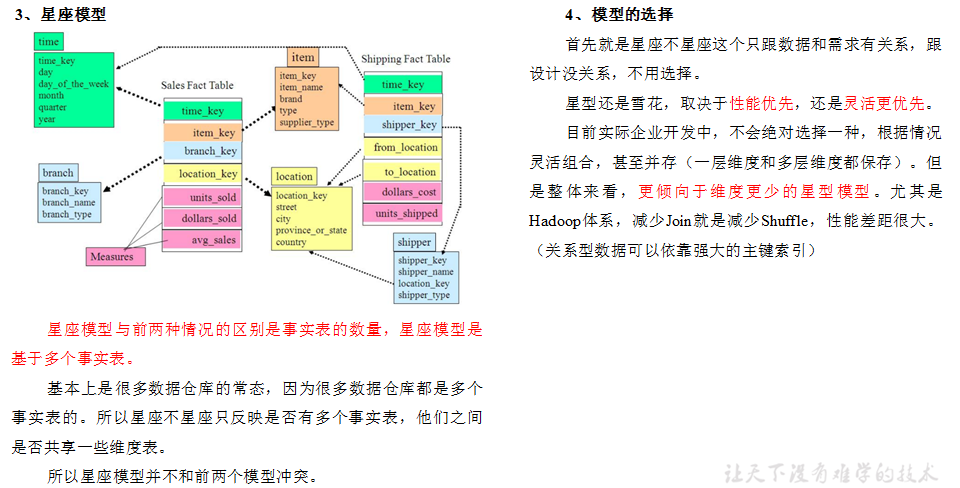 3、星座模型
time
time_key
day
day_of_the_week
month
quarter
year
Sales Fact Table
time_key
item_key
branch_key
location_key
units_sold
dollars_sold
avg_sales
Measures
branch
branch_key
branch_name
branch_type
item
item_key
item_name
brand
type
supplier_type
location
location_key
street
city
province_or_state
country
Shipping Fact Table
time_key
item_key
shipper_key
from_location
to_location
dollars_cost
units_shipped
shipper
shipper_key
shipper_name
location_key
shipper_type
星座模型与前两种情况的区别是事实表的数量，星座模型是
基于多个事实表。
基本上是很多数据仓库的常态，因为很多数据仓库都是多个
事实表的。所以星座不星座只反映是否有多个事实表，他们之间
是否共享一些维度表。
所以星座模型并不和前两个模型冲突。
4、模型的选择
首先就是星座不星座这个只跟数据和需求有关系，跟
设计没关系，不用选择。
星型还是雪花，取决于性能优先，还是灵活更优先。
目前实际企业开发中，不会绝对选择一种，根据情况
灵活组合，甚至并存（一层维度和多层维度都保存）。但
是整体来看，更倾向于维度更少的星型模型。尤其是
Hadoop体系，减少Join就是减少Shuffle，性能差距很大。
（关系型数据可以依靠强大的主键索引）
让天下没有难学的技术